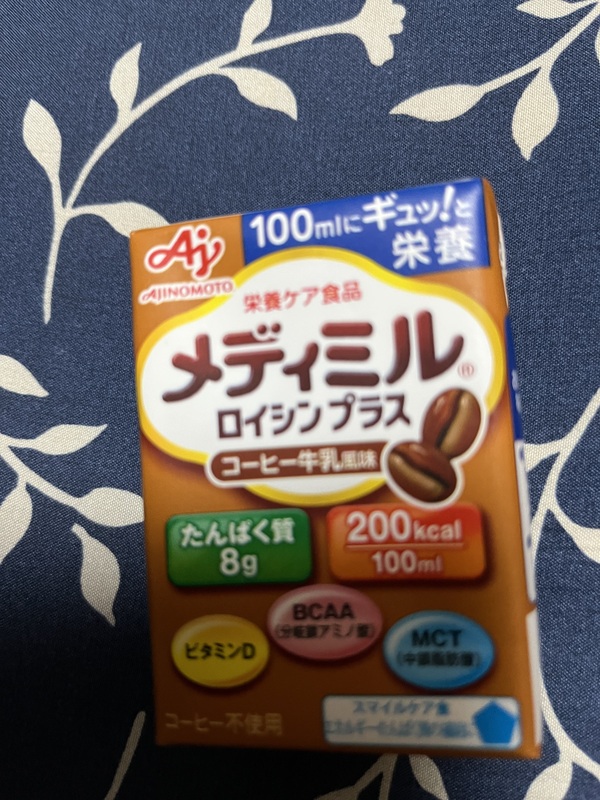 100mlにギュッ!と
栄養
Aj
AJINOMOTO
栄養ケア食品
メディミル®
ロイシンプラス
コーヒー牛乳風味
たんぱく質
8g
200kcal
100ml
ビタミンD
BCAA
(分岐鎖アミノ酸)
MCT
(中鎖脂肪酸)
コーヒー不使用
スマイルケア食